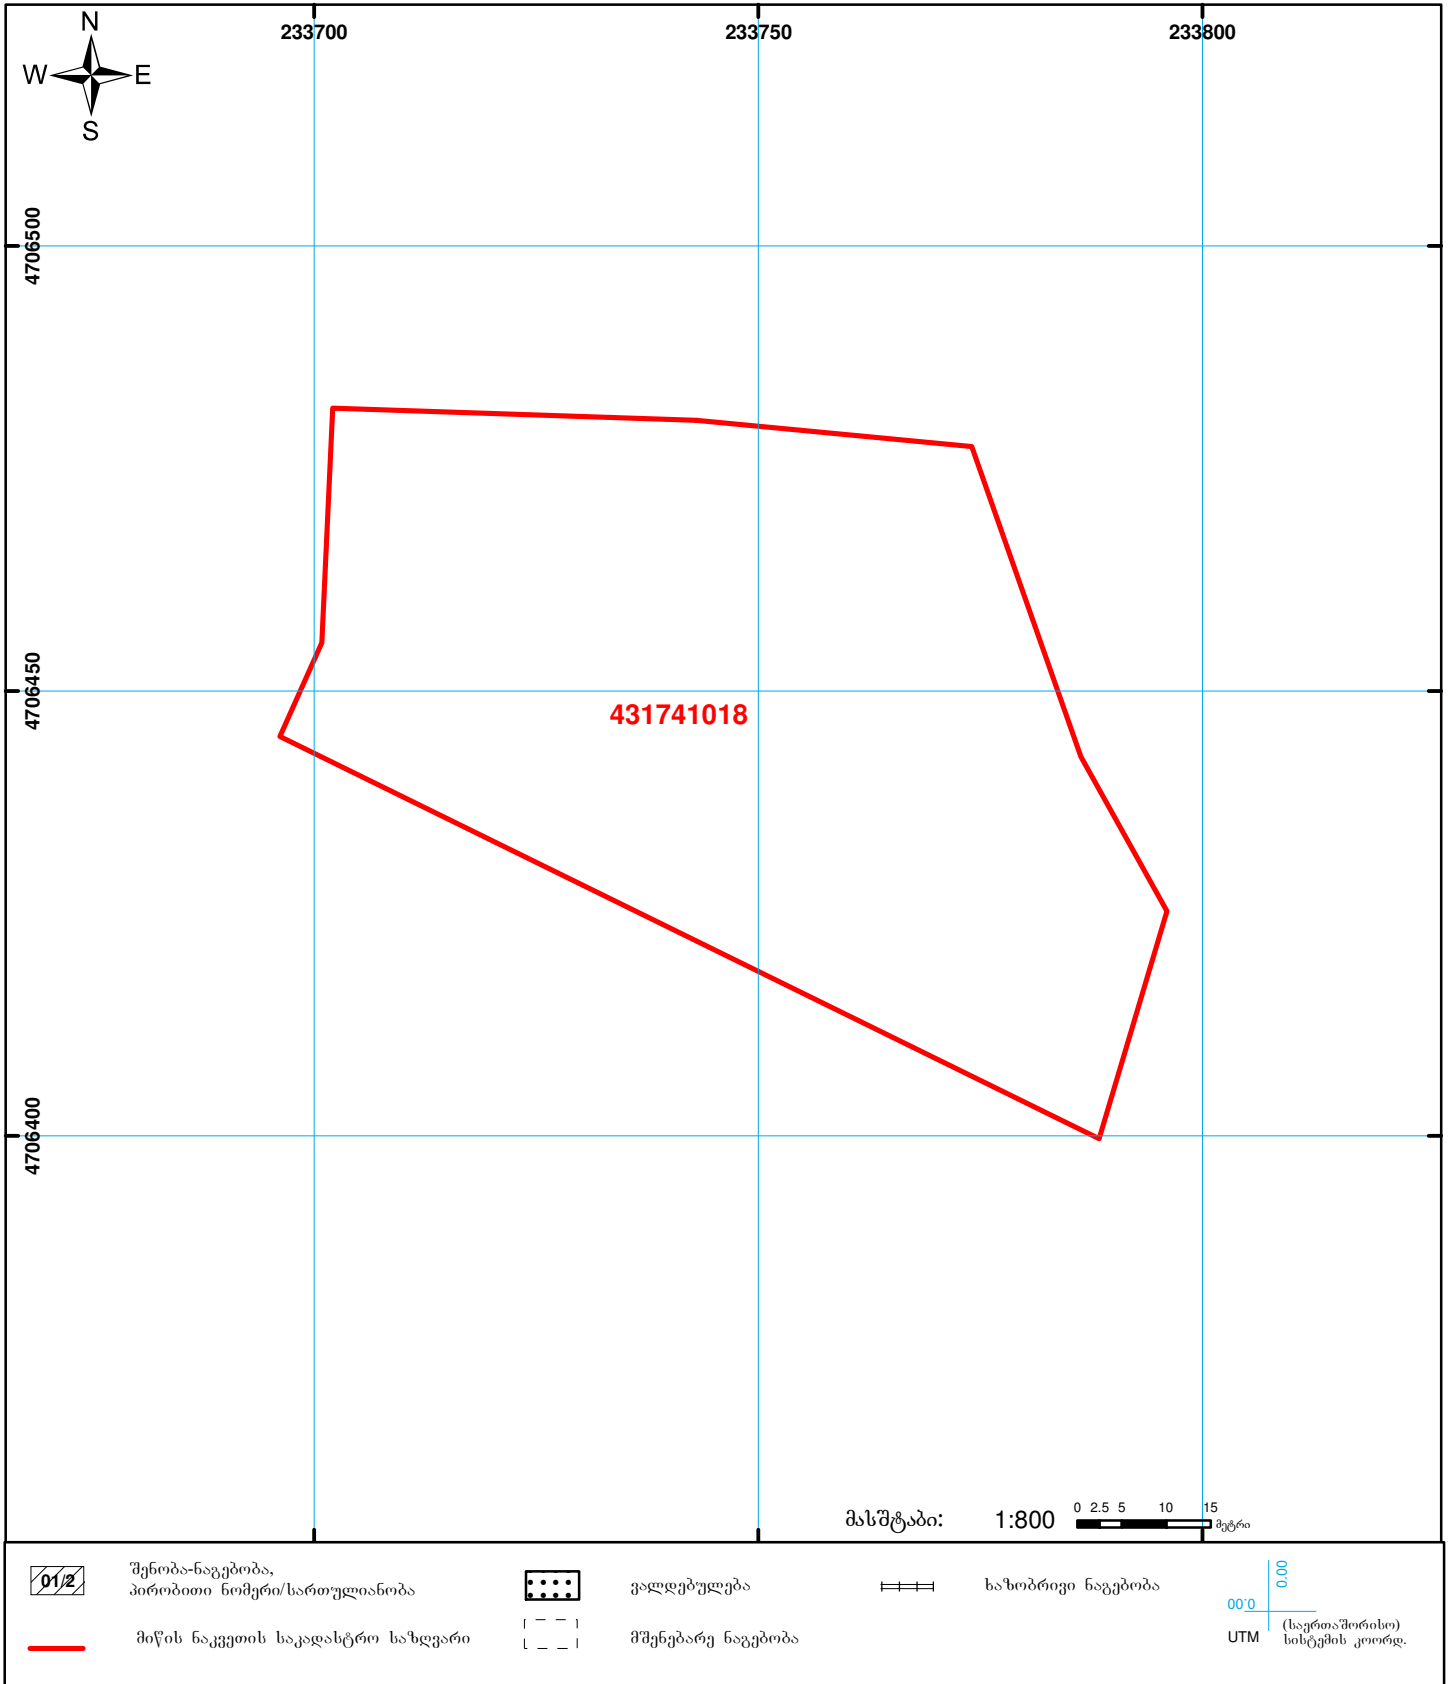 N
W E
S
233700 233750 233800
4706500
4706450
4706400
431741018
მასშტაბი: 1:800
0 2.5 5 10 15
მეტრი
01/2
შენობა-ნაგებობა,
პირობითი ნომერი/სართულიანობა
ვალდებულება
ხაზობრივი ნაგებობა
მიწის ნაკვეთის საკადასტრო საზღვარი
მშენებარე ნაგებობა
00.0
00.0
UTM
(საერთაშორისო)
სისტემის კოორდ.